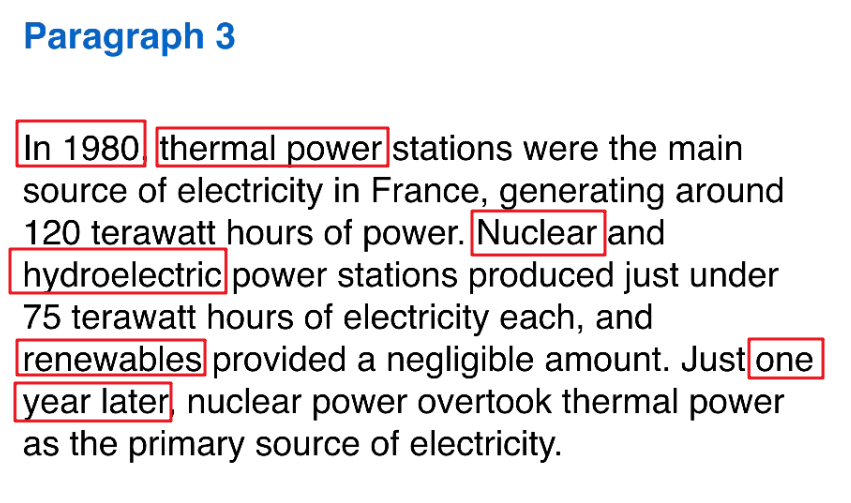 Paragraph 3
In 1980, thermal power stations were the main
source of electricity in France, generating around
120 terawatt hours of power. Nuclear and
hydroelectric power stations produced just under
75 terawatt hours of electricity each, and
renewables provided a negligible amount. Just one
year later, nuclear power overtook thermal power
as the primary source of electricity.